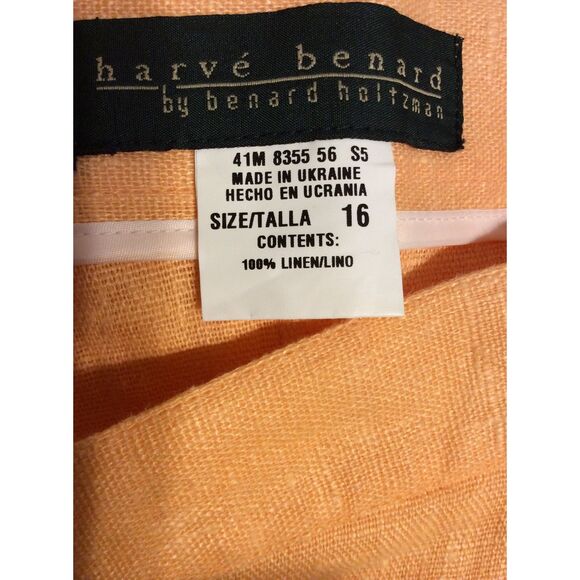 harvé benard
by benard holtzman
41M 8355 56 S5
MADE IN UKRAINE
HECHO EN UCRANIA
SIZE/TALLA 16
CONTENTS:
100% LINEN/LINO